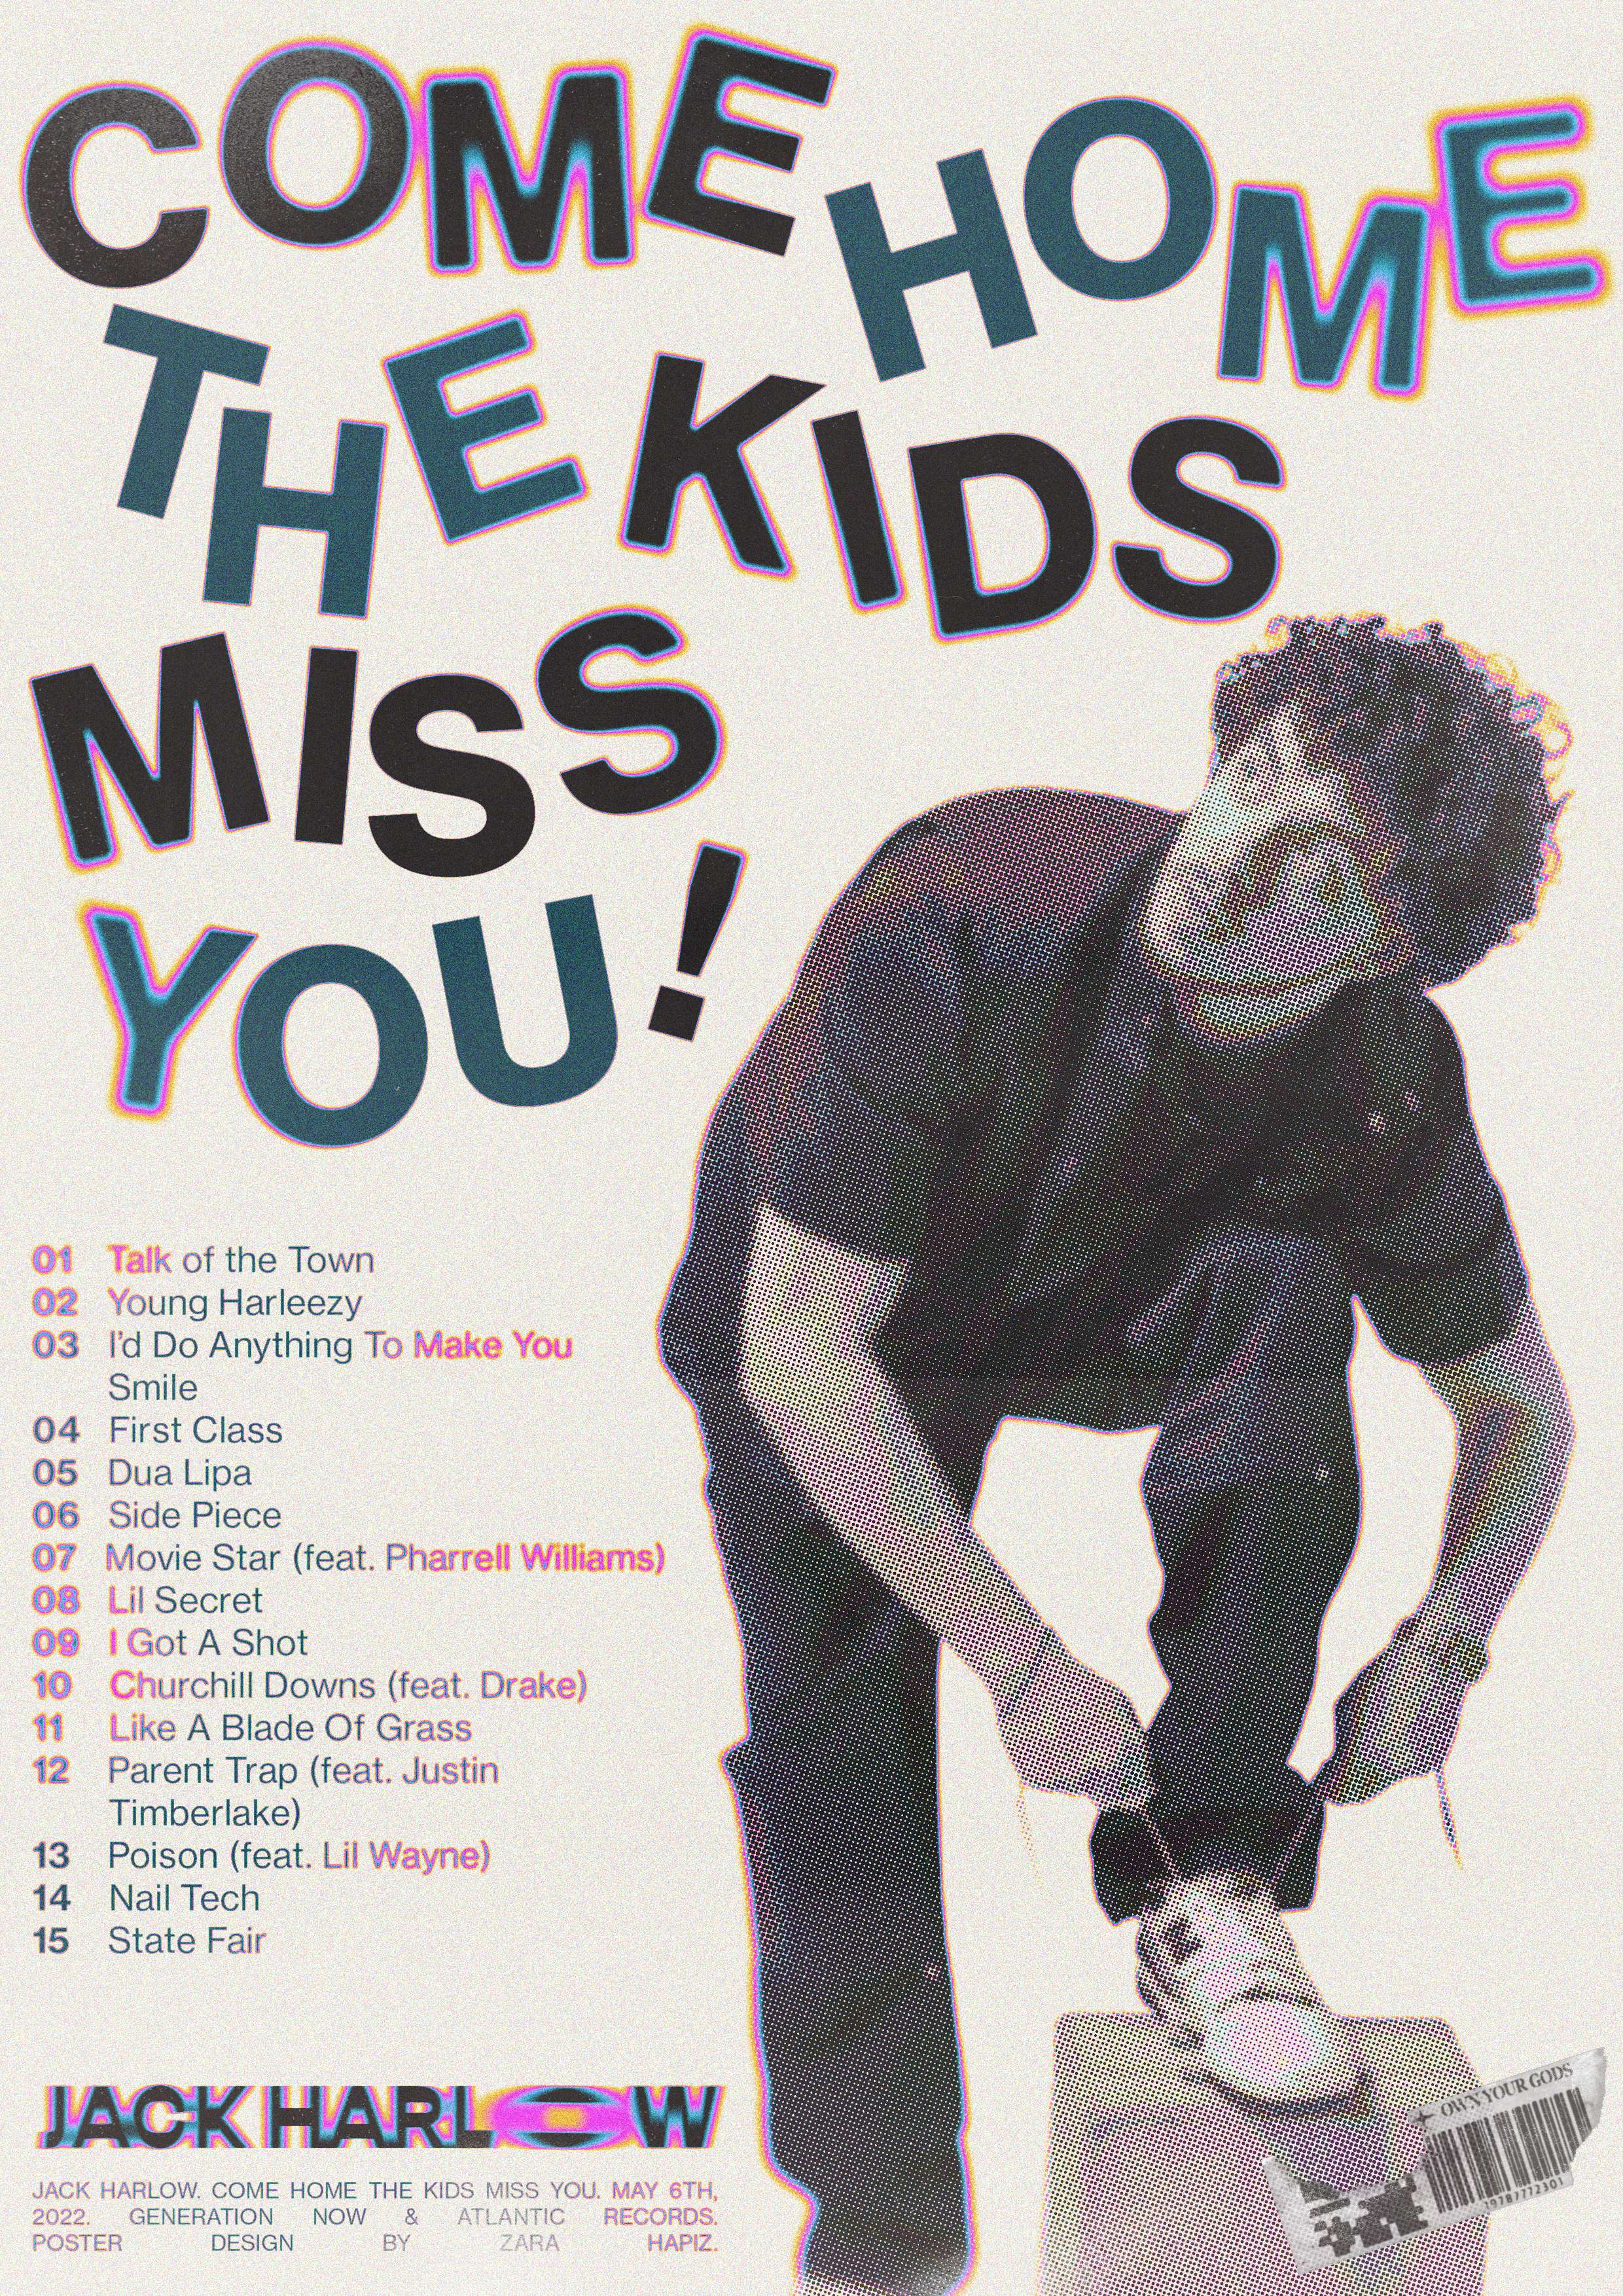 COME HOME
THE KIDS
MISS
YOU!
01 Talk of the Town
02 Young Harleezy
03 I'd Do Anything To Make You
Smile
04 First Class
05 Dua Lipa
06 Side Piece
07 Movie Star (feat. Pharrell Williams)
08 Lil Secret
09 I Got A Shot
10 Churchill Downs (feat. Drake)
11 Like A Blade Of Grass
12 Parent Trap (feat. Justin
Timberlake)
13 Poison (feat. Lil Wayne)
14 Nail Tech
15 State Fair
JACK HARLOW
JACK HARLOW. COME HOME THE KIDS MISS YOU. MAY 6TH,
2022. GENERATION NOW & ATLANTIC RECORDS.
POSTER DESIGN BY ZARA HAPIZ.
OWN YOUR GODS